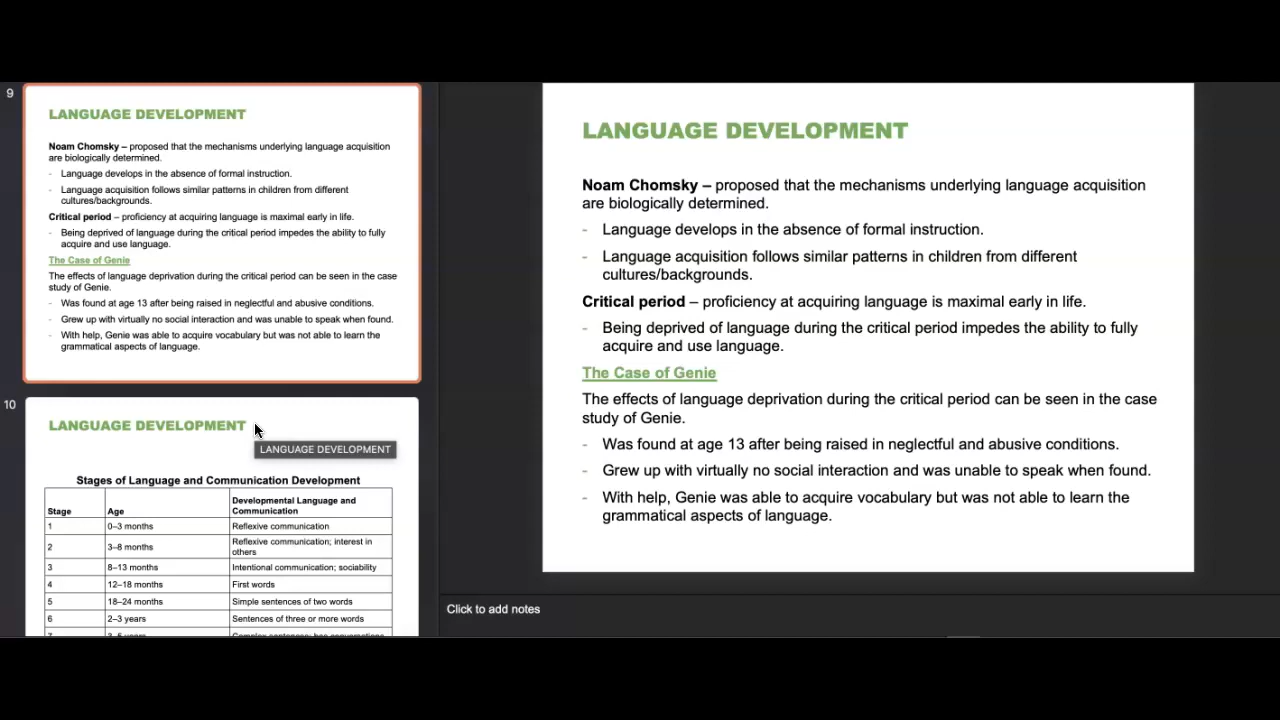 9
LANGUAGE DEVELOPMENT
Noam Chomsky – proposed that the mechanisms underlying language acquisition
are biologically determined.
- Language develops in the absence of formal instruction.
- Language acquisition follows similar patterns in children from different
cultures/backgrounds.
Critical period – proficiency at acquiring language is maximal early in life.
- Being deprived of language during the critical period impedes the ability to fully
acquire and use language.
The Case of Genie
The effects of language deprivation during the critical period can be seen in the case
study of Genie.
- Was found at age 13 after being raised in neglectful and abusive conditions.
- Grew up with virtually no social interaction and was unable to speak when found.
- With help, Genie was able to acquire vocabulary but was not able to learn the
grammatical aspects of language.
10
LANGUAGE DEVELOPMENT
LANGUAGE DEVELOPMENT
Stages of Language and Communication Development
Developmental Language and
Stage Age Communication
1 0–3 months Reflexive communication
2 3–8 months Reflexive communication; interest in
others
3 8–13 months Intentional communication; sociability
4 12–18 months First words
5 18–24 months Simple sentences of two words
6 2–3 years Sentences of three or more words
LANGUAGE DEVELOPMENT
Noam Chomsky – proposed that the mechanisms underlying language acquisition
are biologically determined.
- Language develops in the absence of formal instruction.
- Language acquisition follows similar patterns in children from different
cultures/backgrounds.
Critical period – proficiency at acquiring language is maximal early in life.
- Being deprived of language during the critical period impedes the ability to fully
acquire and use language.
The Case of Genie
The effects of language deprivation during the critical period can be seen in the case
study of Genie.
- Was found at age 13 after being raised in neglectful and abusive conditions.
- Grew up with virtually no social interaction and was unable to speak when found.
- With help, Genie was able to acquire vocabulary but was not able to learn the
grammatical aspects of language.
Click to add notes